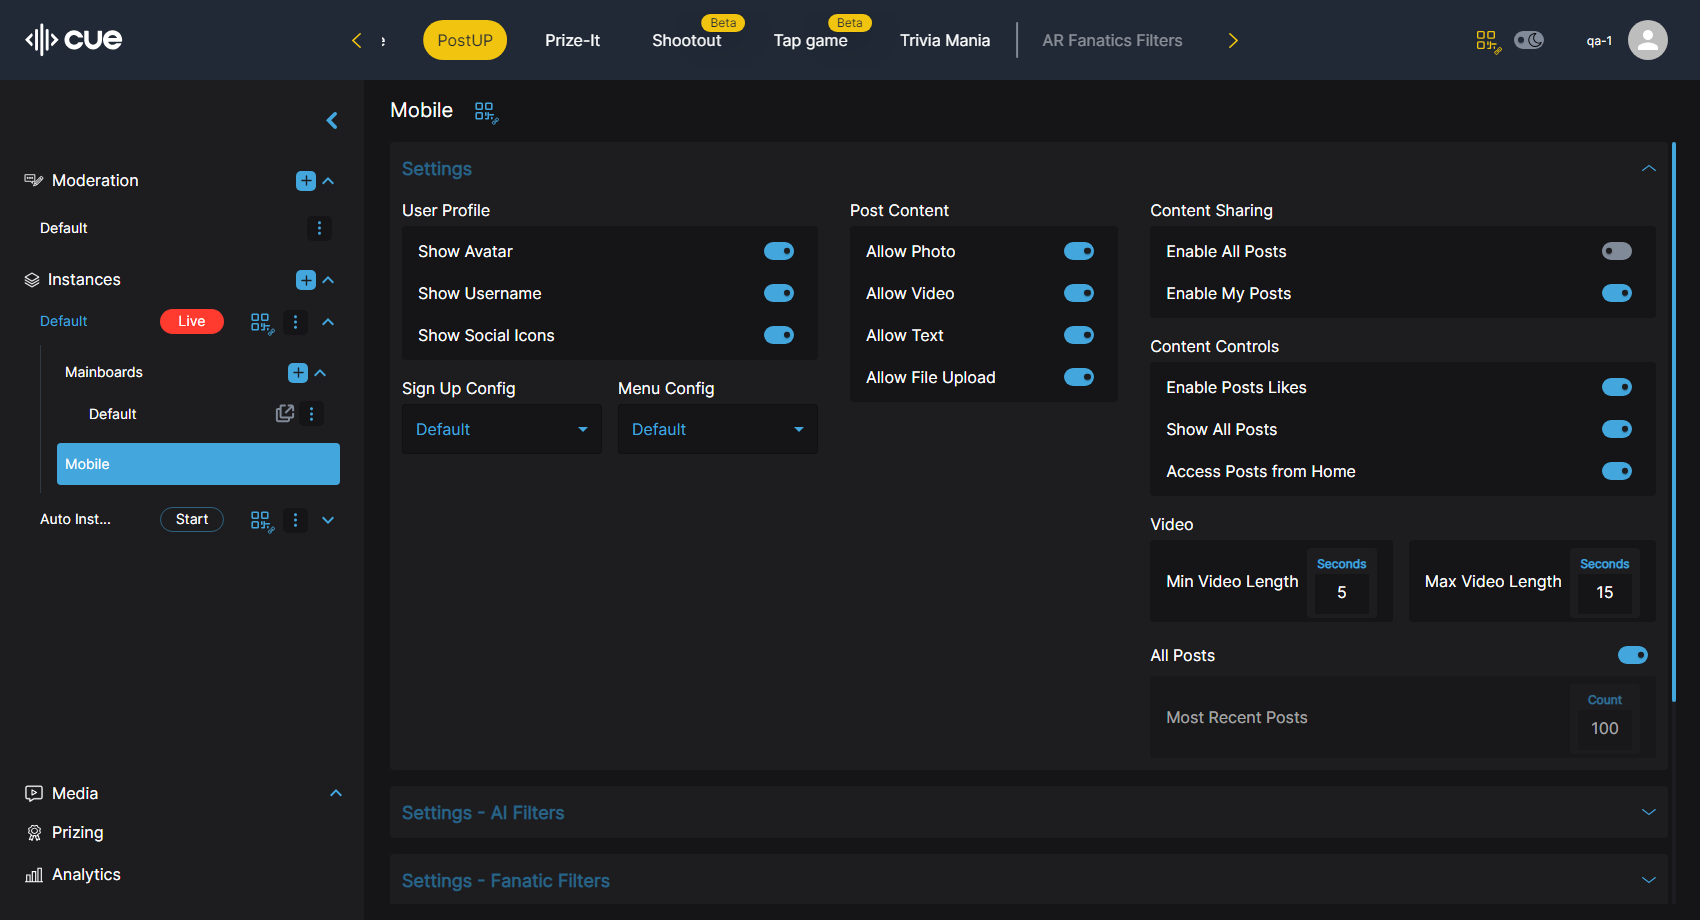 cue
e
PostUP
Prize-It
Shootout
Beta
Tap game
Beta
Trivia Mania
AR Fanatics Filters
qa-1
Moderation
Default
Instances
Default
Live
Mainboards
Default
Mobile
Auto Inst...
Start
Media
Prizing
Analytics
Mobile
Settings
User Profile
Show Avatar
Show Username
Show Social Icons
Sign Up Config
Default
Menu Config
Default
Post Content
Allow Photo
Allow Video
Allow Text
Allow File Upload
Content Sharing
Enable All Posts
Enable My Posts
Content Controls
Enable Posts Likes
Show All Posts
Access Posts from Home
Video
Min Video Length
Seconds
5
Max Video Length
Seconds
15
All Posts
Most Recent Posts
Count
100
Settings - AI Filters
Settings - Fanatic Filters